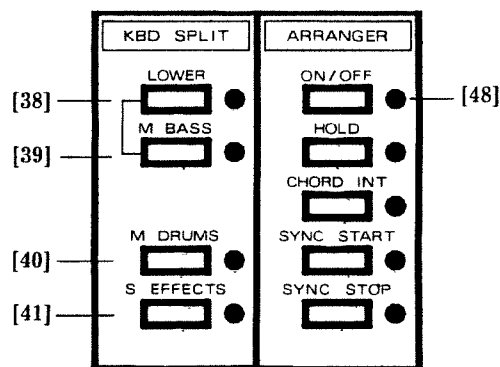 KBD SPLIT
ARRANGER
LOWER
ON/OFF
[38]
[48]
M BASS
HOLD
[39]
CHORD INT
M DRUMS
SYNC START
[40]
S EFFECTS
SYNC STOP
[41]